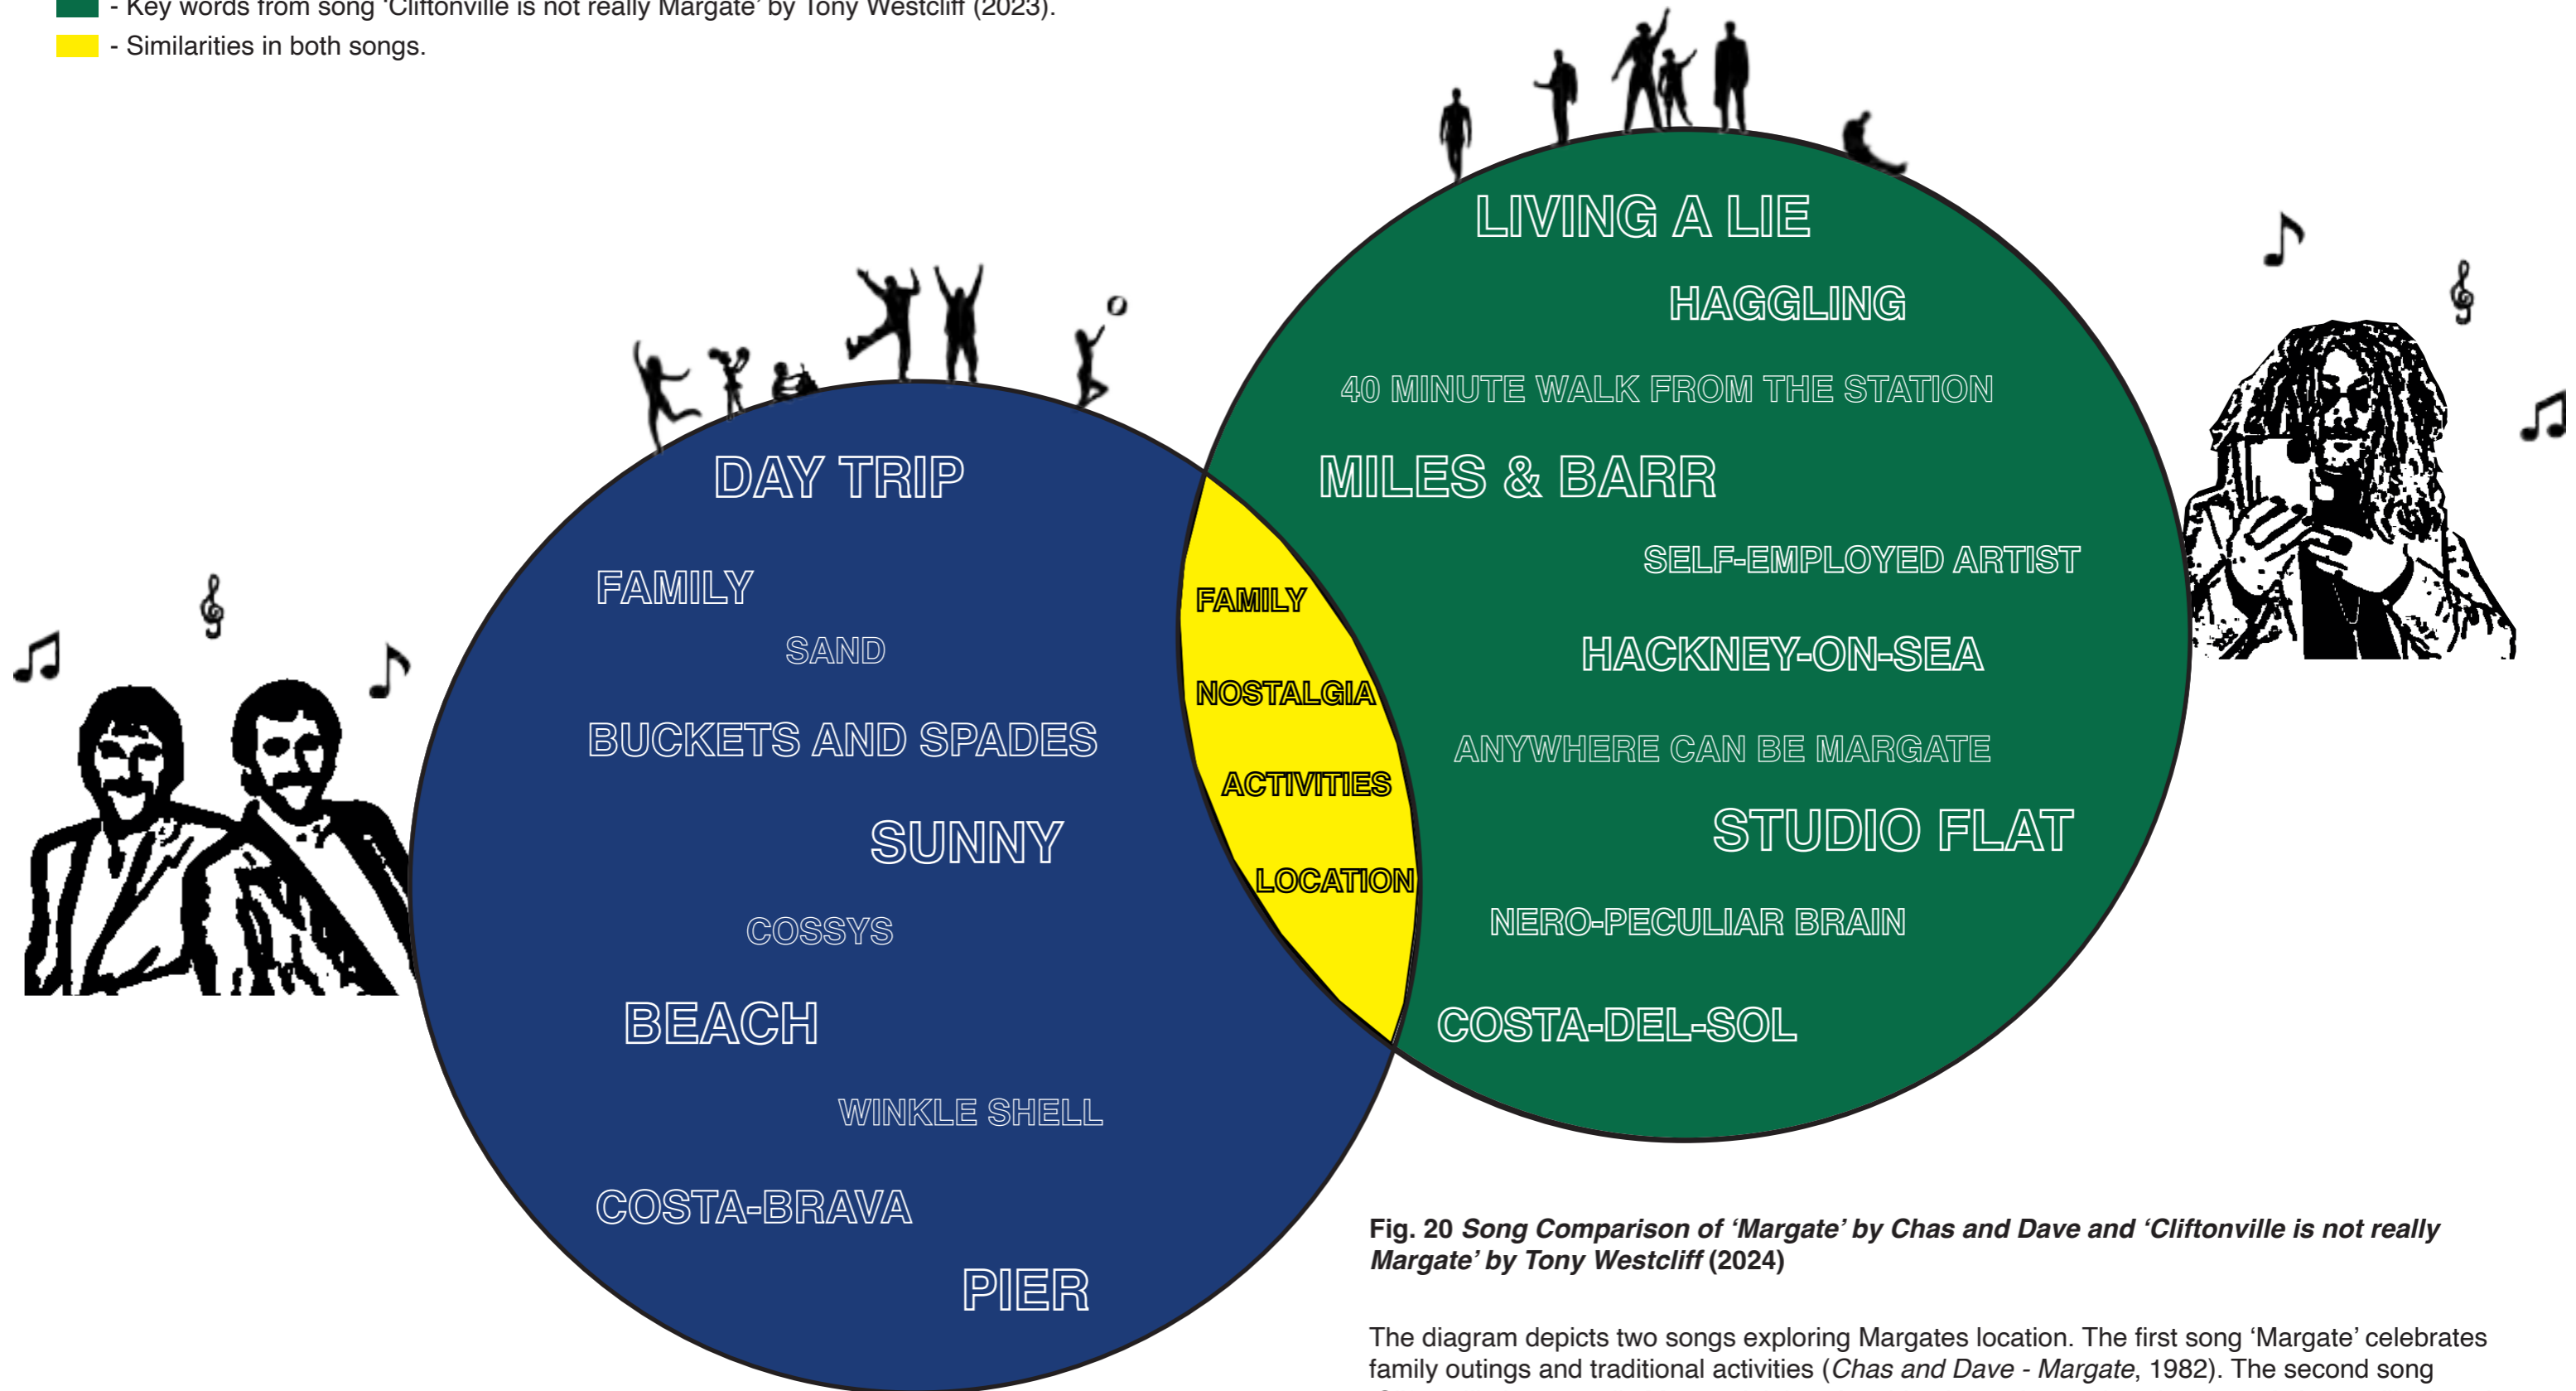 - Key words from song ‘Cliftonville is not really Margate’ by Tony Westcliff (2023).
- Similarities in both songs.
LIVING A LIE
HAGGLING
40 MINUTE WALK FROM THE STATION
MILES & BARR
SELF-EMPLOYED ARTIST
HACKNEY-ON-SEA
ANYWHERE CAN BE MARGATE
STUDIO FLAT
NERO-PECULIAR BRAIN
COSTA-DEL-SOL
DAY TRIP
FAMILY
SAND
BUCKETS AND SPADES
SUNNY
COSSYS
BEACH
WINKLE SHELL
COSTA-BRAVA
PIER
FAMILY
NOSTALGIA
ACTIVITIES
LOCATION
Fig. 20 Song Comparison of ‘Margate’ by Chas and Dave and ‘Cliftonville is not really
Margate’ by Tony Westcliff (2024)
The diagram depicts two songs exploring Margates location. The first song ‘Margate’ celebrates
family outings and traditional activities (Chas and Dave - Margate, 1982). The second song